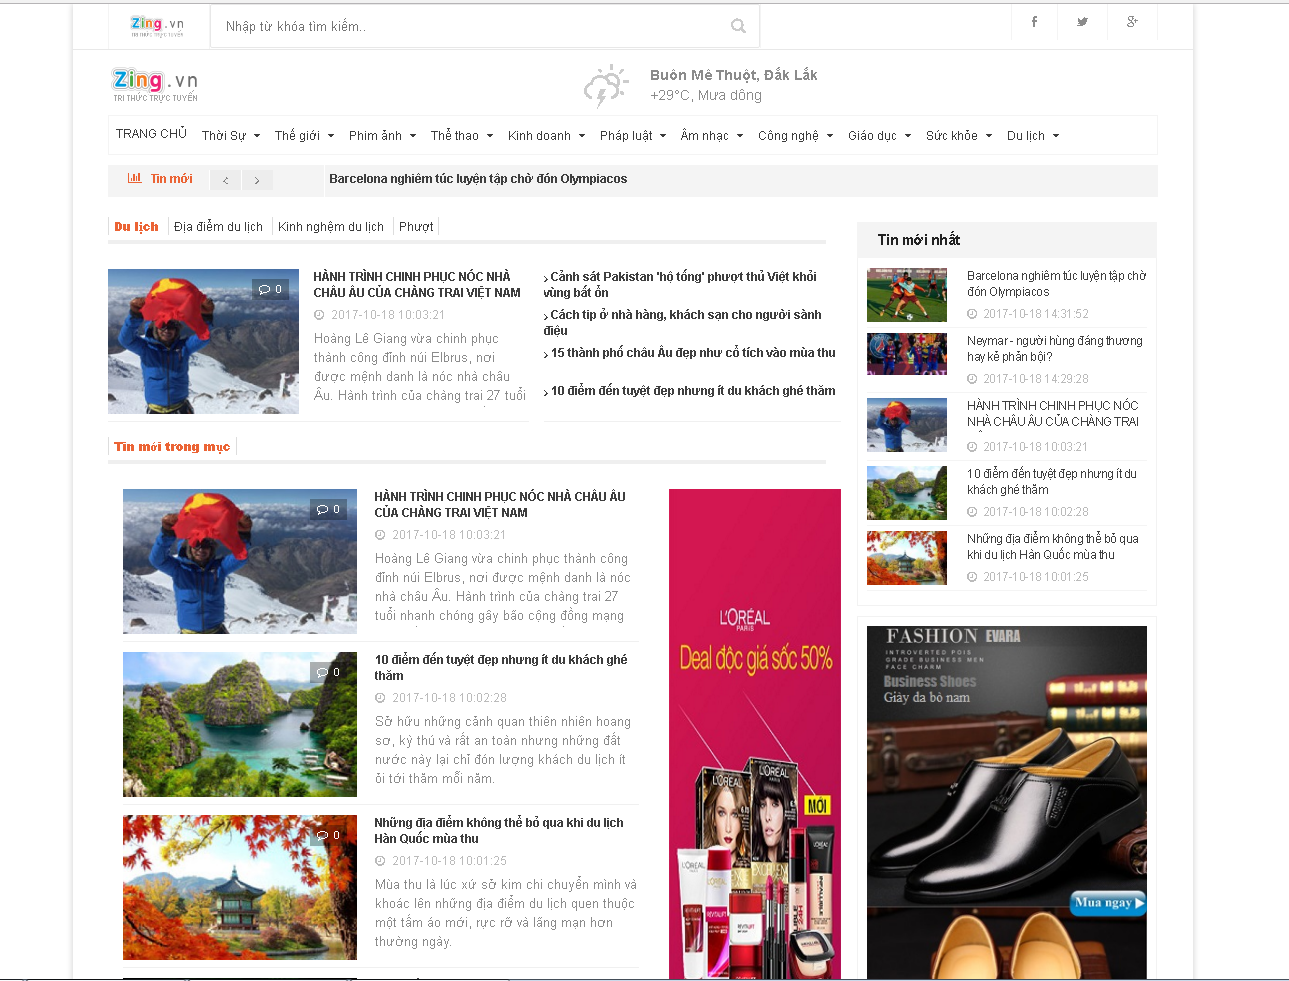 Zing.vn
TRI THỨC TRỰC TUYẾN
Nhập từ khóa tìm kiếm..
Zing.vn
TRI THỨC TRỰC TUYẾN
Buôn Mê Thuột, Đắk Lắk
+29°C, Mưa dông
TRANG CHỦ Thời Sự Thế giới Phim ảnh Thể thao Kinh doanh Pháp luật Âm nhạc Công nghệ Giáo dục Sức khỏe Du lịch
Tin mới < > Barcelona nghiêm túc luyện tập chờ đón Olympiacos
Du lịch Địa điểm du lịch Kinh nghệm du lịch Phượt
0
HÀNH TRÌNH CHINH PHỤC NÓC NHÀ
CHÂU ÂU CỦA CHÀNG TRAI VIỆT NAM
2017-10-18 10:03:21
Hoàng Lê Giang vừa chinh phục
thành công đỉnh núi Elbrus, nơi
được mệnh danh là nóc nhà châu
Âu. Hành trình của chàng trai 27 tuổi
› Cảnh sát Pakistan 'hộ tống' phượt thủ Việt khỏi
vùng bất ổn
› Cách tip ở nhà hàng, khách sạn cho người sành
điệu
› 15 thành phố châu Âu đẹp như cổ tích vào mùa thu
› 10 điểm đến tuyệt đẹp nhưng ít du khách ghé thăm
Tin mới trong mục
0
HÀNH TRÌNH CHINH PHỤC NÓC NHÀ CHÂU ÂU
CỦA CHÀNG TRAI VIỆT NAM
2017-10-18 10:03:21
Hoàng Lê Giang vừa chinh phục thành công
đỉnh núi Elbrus, nơi được mệnh danh là nóc
nhà châu Âu. Hành trình của chàng trai 27
tuổi nhanh chóng gây bão cộng đồng mạng
0
10 điểm đến tuyệt đẹp nhưng ít du khách ghé
thăm
2017-10-18 10:02:28
Sở hữu những cảnh quan thiên nhiên hoang
sơ, kỳ thú và rất an toàn nhưng những đất
nước này lại chỉ đón lượng khách du lịch ít
ỏi tới thăm mỗi năm.
0
Những địa điểm không thể bỏ qua khi du lịch
Hàn Quốc mùa thu
2017-10-18 10:01:25
Mùa thu là lúc xứ sở kim chi chuyển mình và
khoác lên những địa điểm du lịch quen thuộc
một tấm áo mới, rực rỡ và lãng mạn hơn
thường ngày.
L'ORÉAL
PARIS
Deal độc giá sốc 50%
L'ORÉAL
L'ORÉAL
MỚI
EXCELLENCE
L'ORÉAL
REVITALIFT
REVITALIFT
Tin mới nhất
Barcelona nghiêm túc luyện tập chờ
đón Olympiacos
2017-10-18 14:31:52
Neymar - người hùng đáng thương
hay kẻ phản bội?
2017-10-18 14:29:28
HÀNH TRÌNH CHINH PHỤC NÓC
NHÀ CHÂU ÂU CỦA CHÀNG TRAI
2017-10-18 10:03:21
10 điểm đến tuyệt đẹp nhưng ít du
khách ghé thăm
2017-10-18 10:02:28
Những địa điểm không thể bỏ qua
khi du lịch Hàn Quốc mùa thu
2017-10-18 10:01:25
FASHION EVARA
INTROVERTED POIS
GRADE BUSINESS MEN
FACE CHARM
Business Shoes
Giày da bò nam
Mua ngay